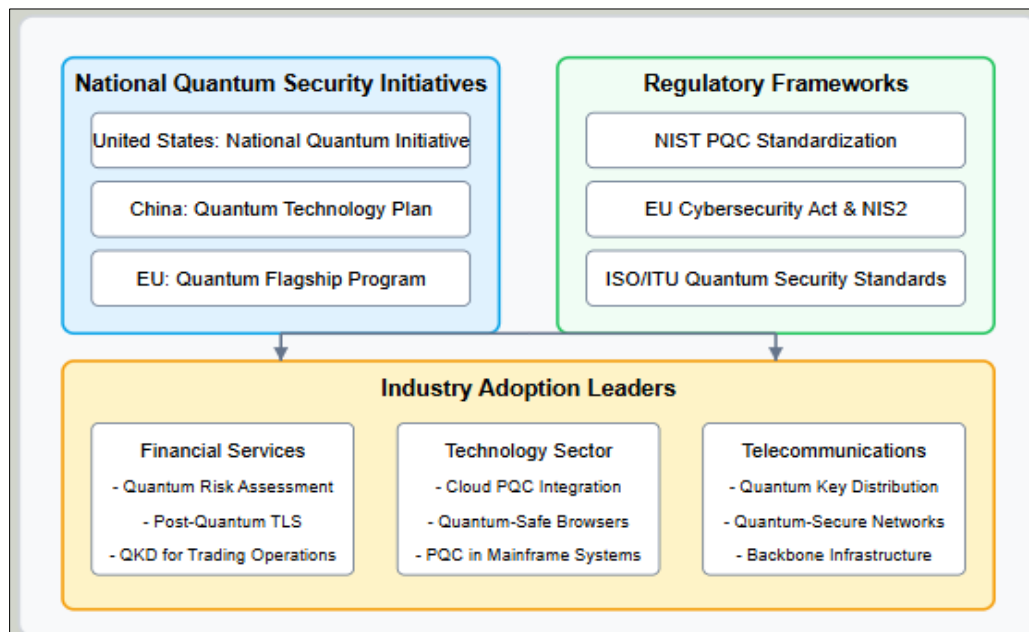 National Quantum Security Initiatives
United States: National Quantum Initiative
China: Quantum Technology Plan
EU: Quantum Flagship Program
Regulatory Frameworks
NIST PQC Standardization
EU Cybersecurity Act & NIS2
ISO/ITU Quantum Security Standards
Industry Adoption Leaders
Financial Services
- Quantum Risk Assessment
- Post-Quantum TLS
- QKD for Trading Operations
Technology Sector
- Cloud PQC Integration
- Quantum-Safe Browsers
- PQC in Mainframe Systems
Telecommunications
- Quantum Key Distribution
- Quantum-Secure Networks
- Backbone Infrastructure